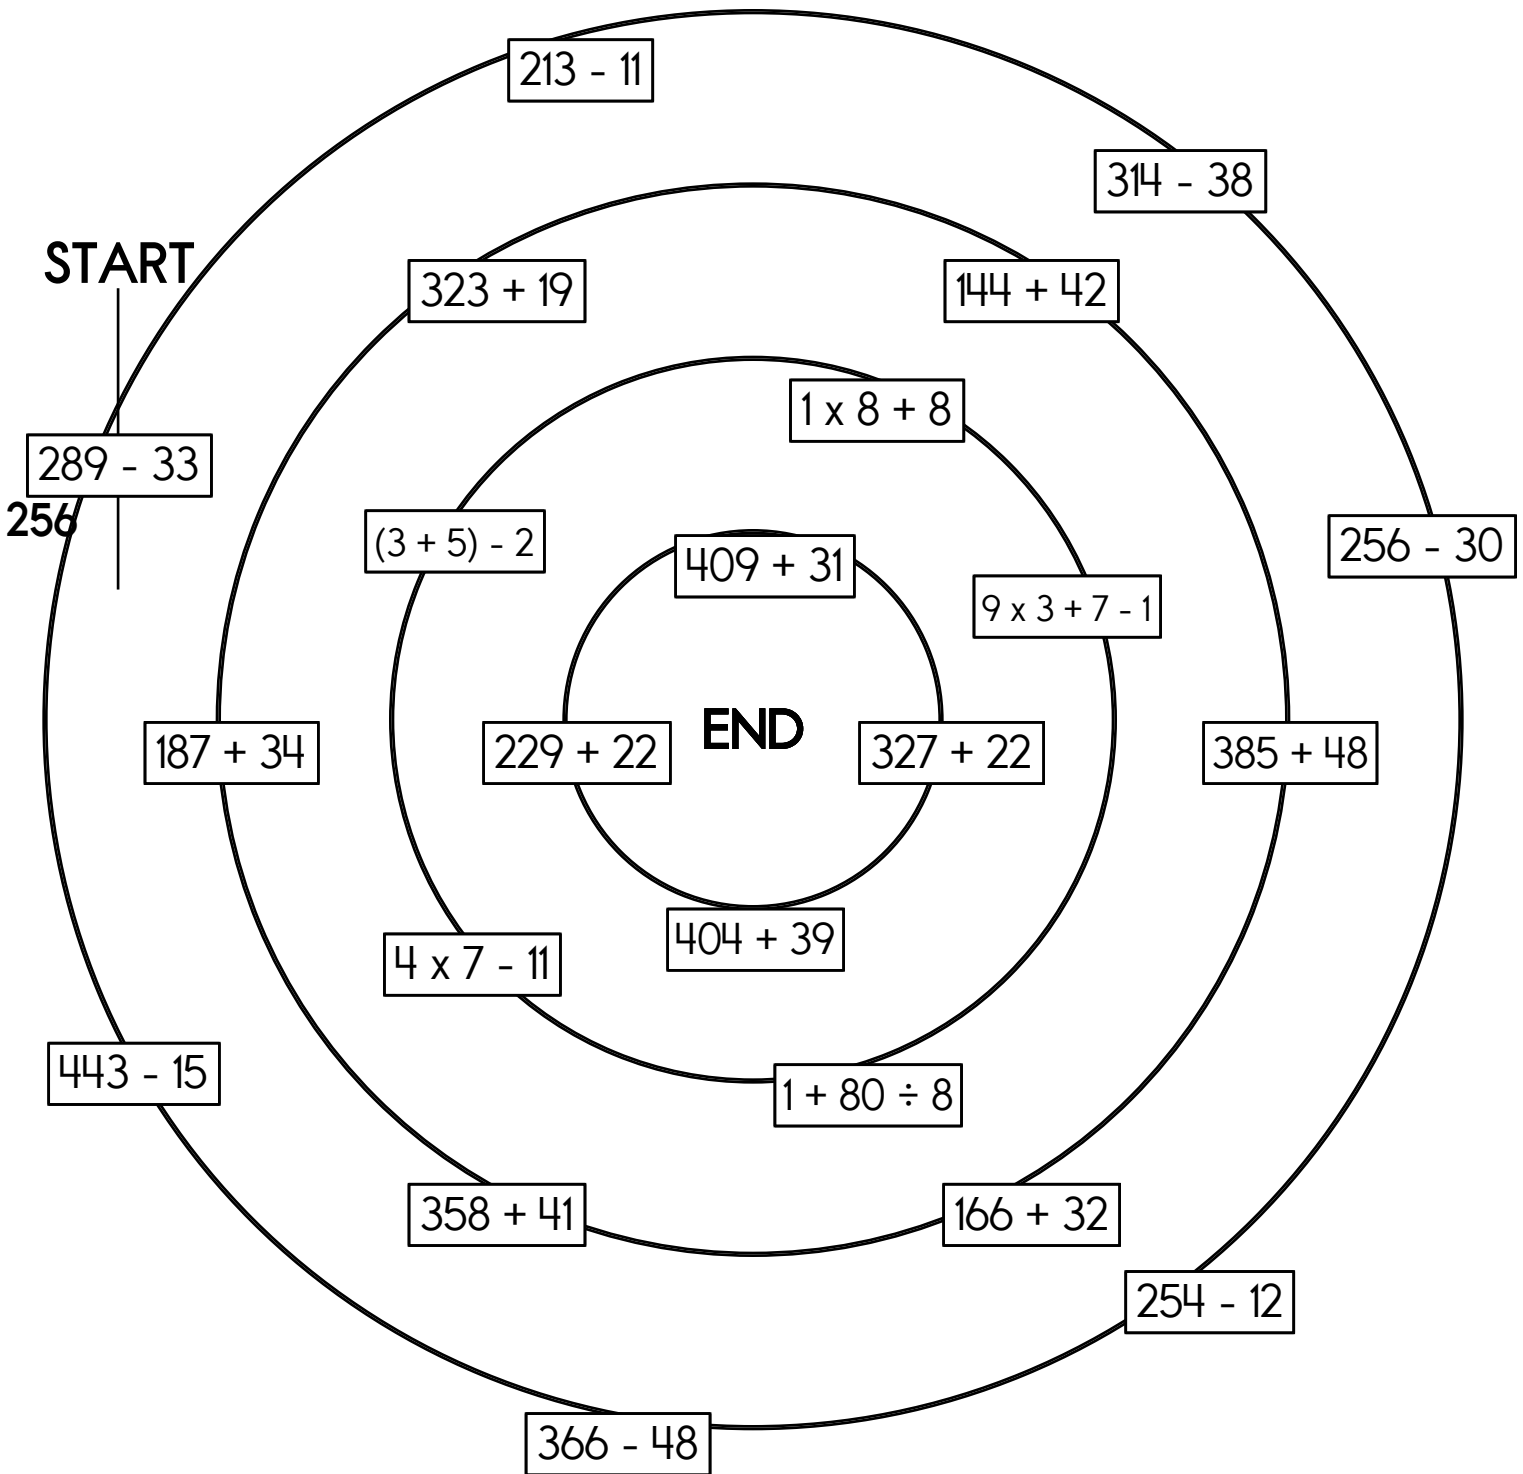 213 - 11
314 - 38
START
323 + 19
144 + 42
1 x 8 + 8
289 - 33
256
(3 + 5) - 2
256 - 30
409 + 31
9 x 3 + 7 - 1
END
187 + 34
229 + 22
327 + 22
385 + 48
404 + 39
4 x 7 - 11
443 - 15
1 + 80 ÷ 8
358 + 41
166 + 32
254 - 12
366 - 48